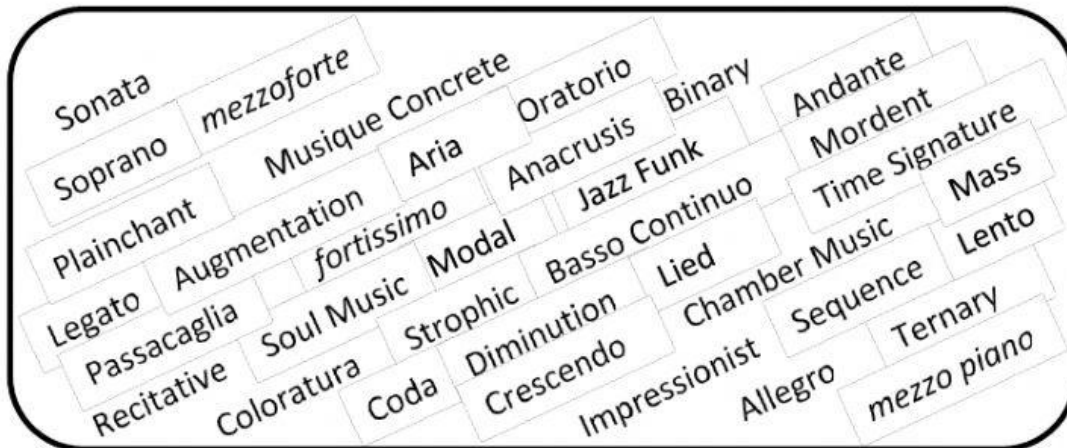 Sonata
mezzoforte
Musique Concrete
Oratorio
Binary
Andante
Soprano
Aria
Anacrusis
Mordent
Plainchant
Augmentation
Jazz Funk
Time Signature
Mass
fortissimo
Modal
Basso Continuo
Lied
Lento
Legato
Passacaglia
Soul Music
Strophic
Diminution
Chamber Music
Sequence
Ternary
Recitative
Coloratura
Coda
Crescendo
Impressionist
Allegro
mezzo piano